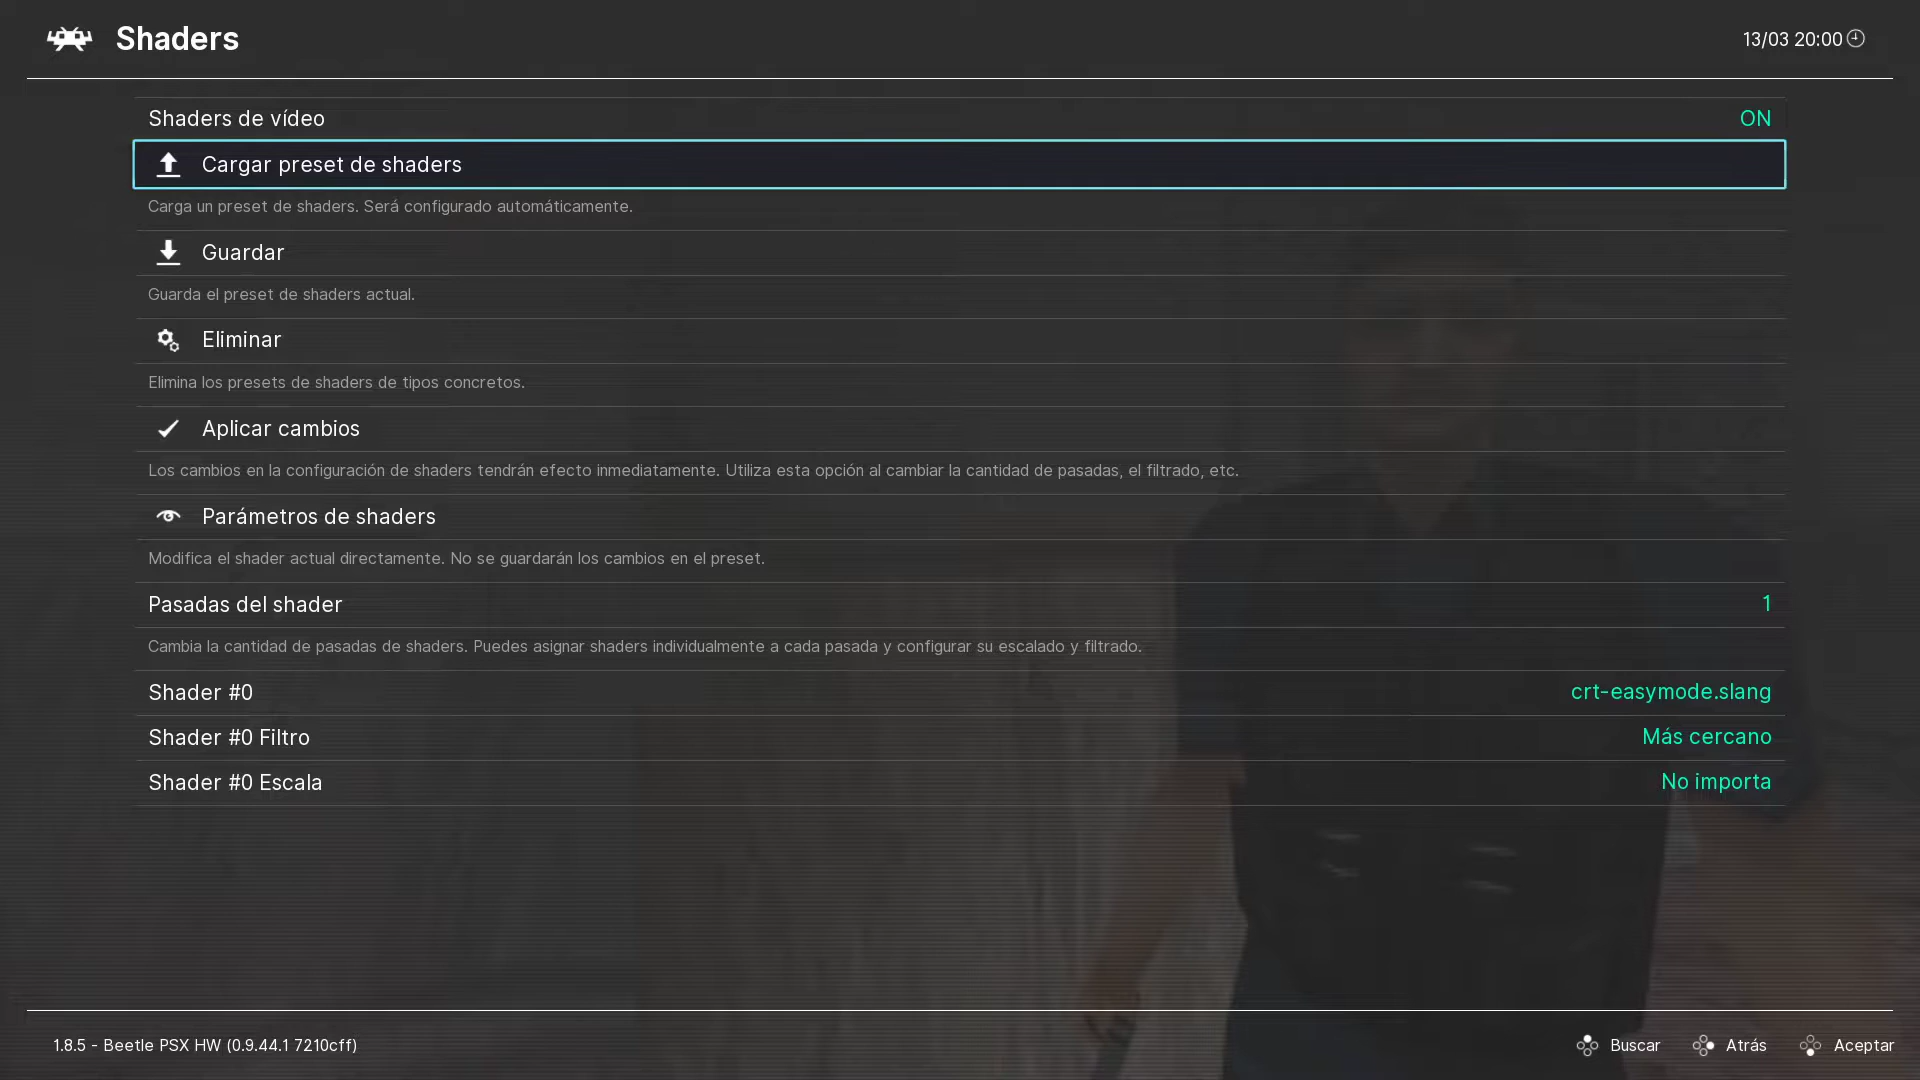 Shaders
13/03 20:00
Shaders de vídeo
ON
Cargar preset de shaders
Carga un preset de shaders. Será configurado automáticamente.
Guardar
Guarda el preset de shaders actual.
Eliminar
Elimina los presets de shaders de tipos concretos.
Aplicar cambios
Los cambios en la configuración de shaders tendrán efecto inmediatamente. Utiliza esta opción al cambiar la cantidad de pasadas, el filtrado, etc.
Parámetros de shaders
Modifica el shader actual directamente. No se guardarán los cambios en el preset.
Pasadas del shader
1
Cambia la cantidad de pasadas de shaders. Puedes asignar shaders individualmente a cada pasada y configurar su escalado y filtrado.
Shader #0
crt-easymode.slang
Shader #0 Filtro
Más cercano
Shader #0 Escala
No importa
1.8.5 - Beetle PSX HW (0.9.44.1 7210cff)
Buscar
Atrás
Aceptar